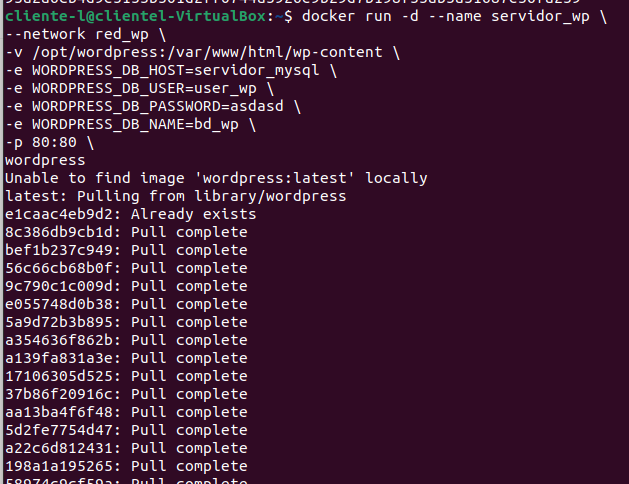 cliente-l@clientel-VirtualBox:~$ docker run -d --name servidor_wp \
--network red_wp \
-v /opt/wordpress:/var/www/html/wp-content \
-e WORDPRESS_DB_HOST=servidor_mysql \
-e WORDPRESS_DB_USER=user_wp \
-e WORDPRESS_DB_PASSWORD=asdasd \
-e WORDPRESS_DB_NAME=bd_wp \
-p 80:80 \
wordpress
Unable to find image 'wordpress:latest' locally
latest: Pulling from library/wordpress
e1caac4eb9d2: Already exists
8c386db9cb1d: Pull complete
bef1b237c949: Pull complete
56c66cb68b0f: Pull complete
9c790c1c009d: Pull complete
e055748d0b38: Pull complete
5a9d72b3b895: Pull complete
a354636f862b: Pull complete
a139fa831a3e: Pull complete
17106305d525: Pull complete
37b86f20916c: Pull complete
aa13ba4f6f48: Pull complete
5d2fe7754d47: Pull complete
a22c6d812431: Pull complete
198a1a195265: Pull complete
Pull complete